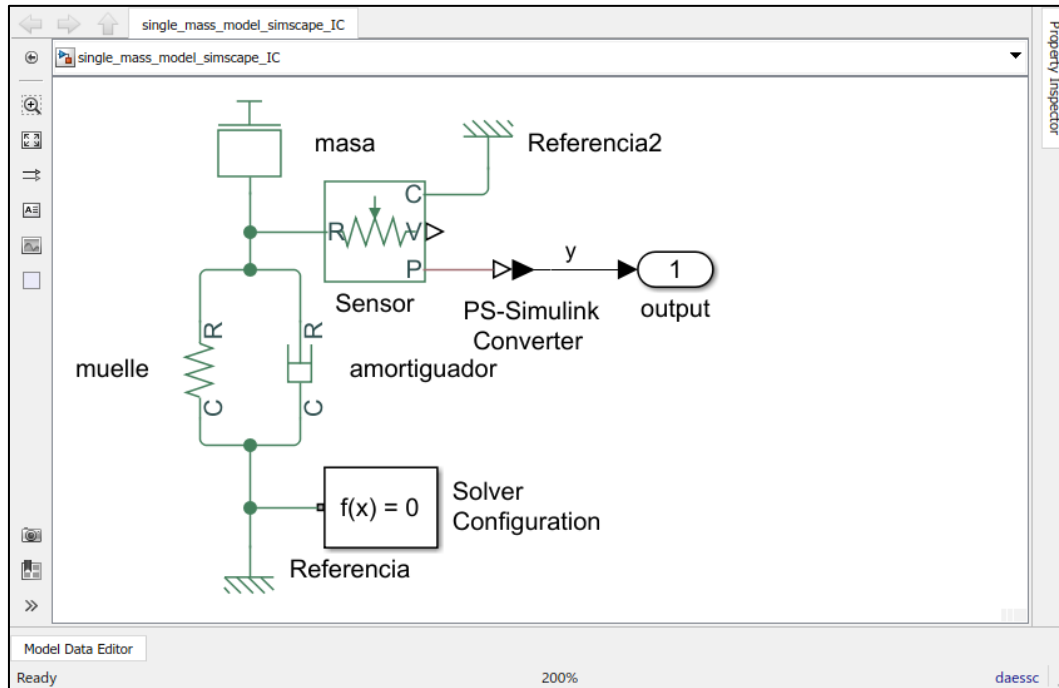 single_mass_model_simscape_IC
single_mass_model_simscape_IC
Property Inspector
masa
Referencia2
C
R
V
P
Sensor
y
PS-Simulink
Converter
1
output
muelle
R
C
R
C
amortiguador
f(x) = 0
Solver
Configuration
Referencia
Model Data Editor
Ready
200%
daessc